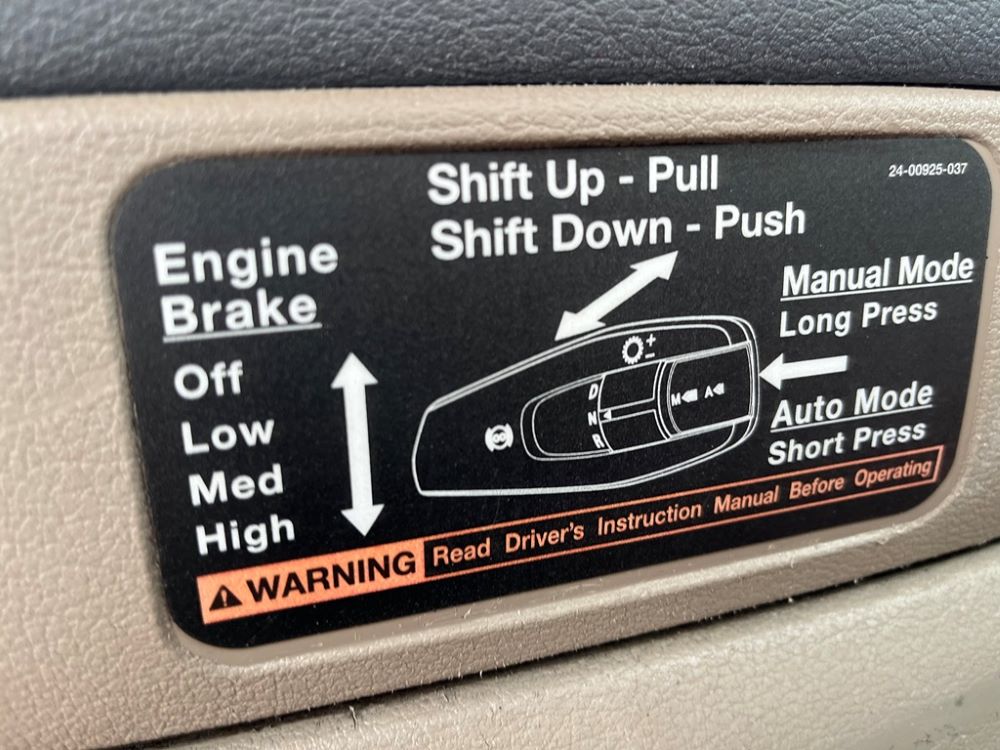 Shift Up - Pull
Shift Down - Push
24-00925-037
Engine
Brake
Off
Low
Med
High
Manual Mode
Long Press
Auto Mode
Short Press
+
-
D
N
R
M
A
WARNING Read Driver's Instruction Manual Before Operating